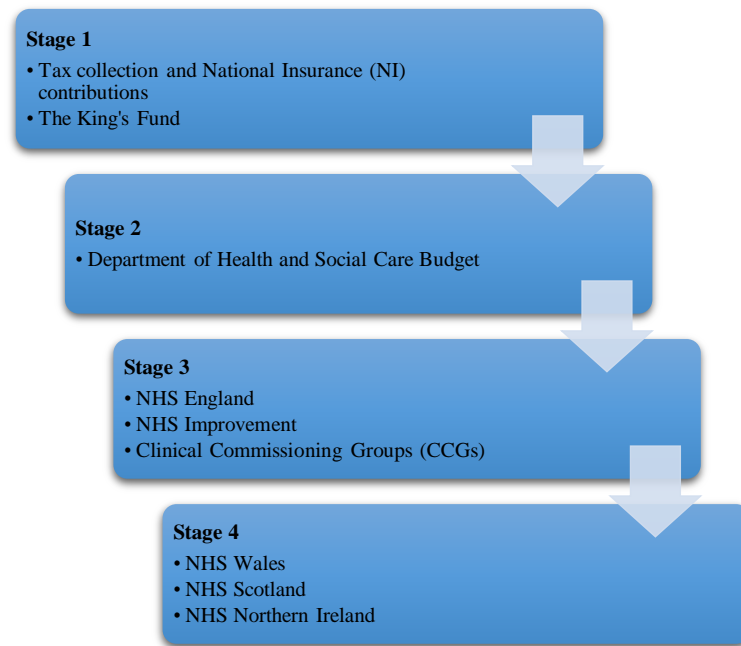 Stage 1
• Tax collection and National Insurance (NI)
contributions
• The King's Fund
Stage 2
• Department of Health and Social Care Budget
Stage 3
• NHS England
• NHS Improvement
• Clinical Commissioning Groups (CCGs)
Stage 4
• NHS Wales
• NHS Scotland
• NHS Northern Ireland